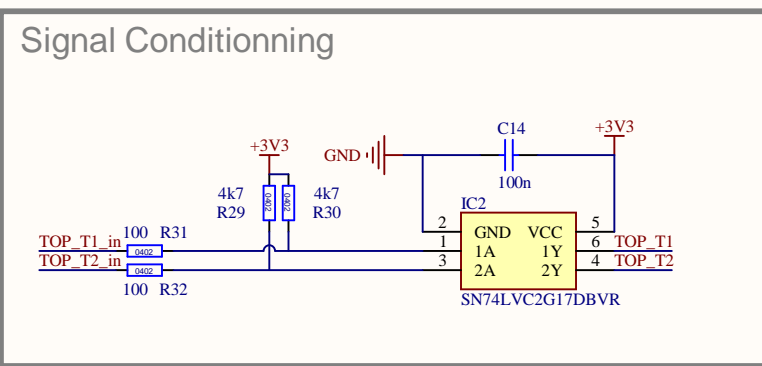 Signal Conditionning
C14
+3V3
+3V3
GND
100n
4k7
4k7
R29
R30
0402
0402
IC2
2
GND
VCC
5
100
R31
TOP_T1_in
0402
1
1A
1Y
6
TOP_T1
TOP_T2_in
0402
3
2A
2Y
4
TOP_T2
100
R32
SN74LVC2G17DBVR